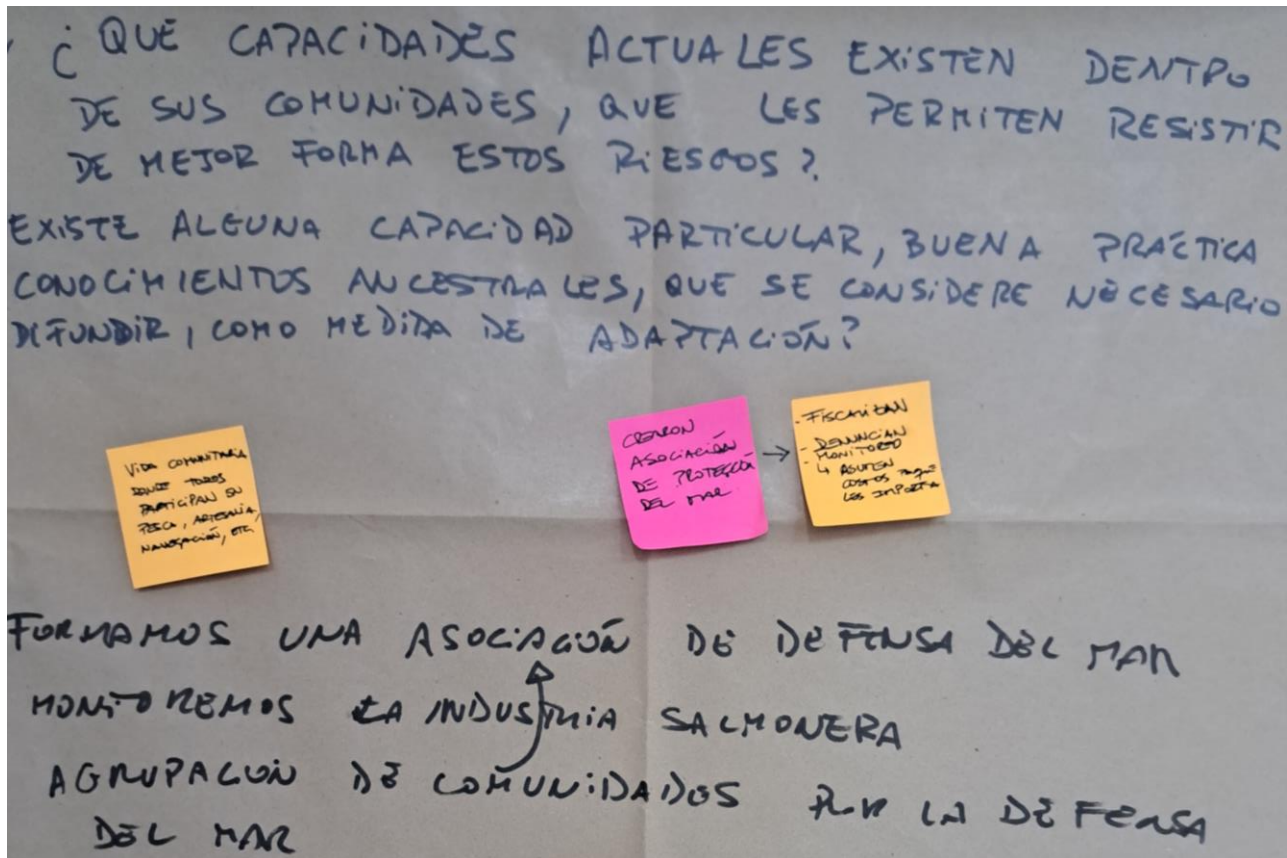 ¿ QUE CAPACIDADES ACTUALES EXISTEN DENTRO
DE SUS COMUNIDADES, QUE LES PERMITEN RESISTIR
DE MEJOR FORMA ESTOS RIESGOS?
EXISTE ALGUNA CAPACIDAD PARTICULAR, BUENA PRÁCTICA
CONOCIMIENTOS ANCESTRALES, QUE SE CONSIDERE NECESARIO
DIFUNDIR, COMO MEDIDA DE ADAPTACIÓN?
VIDA COMUNITARIA
DONDE TODOS
PARTICIPAN EN
PESCA, ARTESANÍA,
NAVEGACIÓN, ETC.
CREARON
ASOCIACIÓN
DE PROTECCIÓN
DEL MAR
→
- FISCALIZAN
- DENUNCIAN
- MONITOREO
↳ ASUMEN
COSTOS PORQUE
LES IMPORTA
FORMAMOS UNA ASOCIACIÓN DE DEFENSA DEL MAR
MONITOREMOS LA INDUSTRIA SALMONERA
AGRUPACIÓN DE COMUNIDADES POR LA DEFENSA
DEL MAR